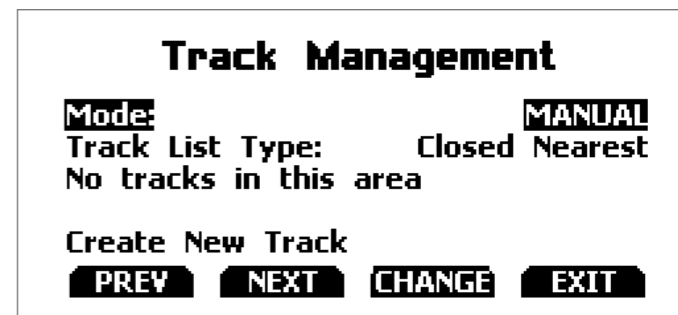 Track Management
Mode: MANUAL
Track List Type: Closed Nearest
No tracks in this area
Create New Track
PREV NEXT CHANGE EXIT